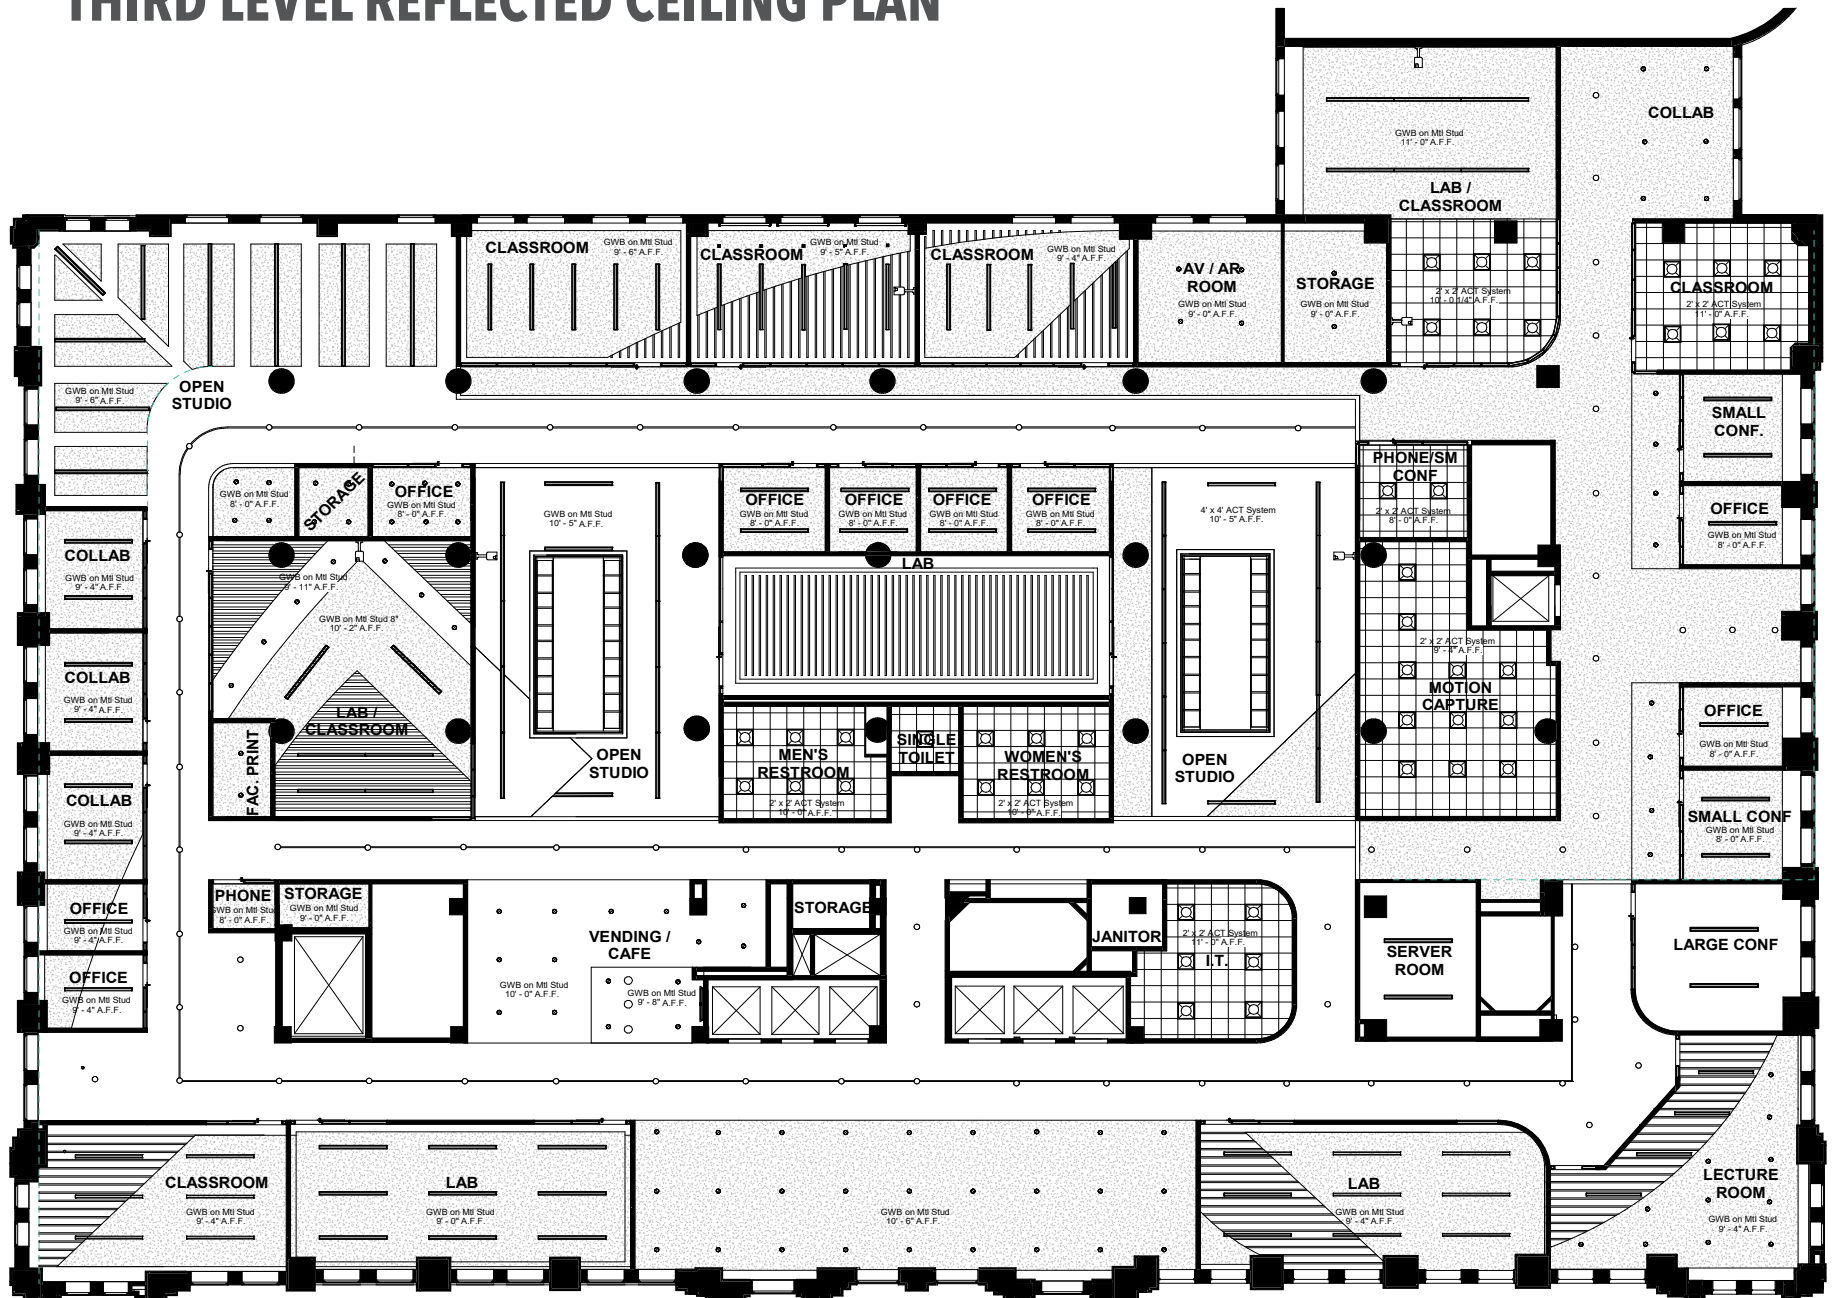 THIRD LEVEL REFLECTED CEILING PLAN
COLLAB
GWB on Mtl Stud
11' - 0" A.F.F.
LAB /
CLASSROOM
CLASSROOM
GWB on Mtl Stud
9' - 6" A.F.F.
CLASSROOM
GWB on Mtl Stud
9' - 5" A.F.F.
CLASSROOM
GWB on Mtl Stud
9' - 4" A.F.F.
AV / AR
ROOM
GWB on Mtl Stud
9' - 0" A.F.F.
STORAGE
GWB on Mtl Stud
9' - 0" A.F.F.
2' x 2' ACT System
10' - 0 1/4" A.F.F.
CLASSROOM
2' x 2' ACT System
11' - 0" A.F.F.
GWB on Mtl Stud
9' - 6" A.F.F.
OPEN
STUDIO
SMALL
CONF.
PHONE/SM
CONF
2' x 2' ACT System
8' - 0" A.F.F.
GWB on Mtl Stud
8' - 0" A.F.F.
STORAGE
OFFICE
GWB on Mtl Stud
8' - 0" A.F.F.
GWB on Mtl Stud
10' - 5" A.F.F.
OFFICE
GWB on Mtl Stud
8' - 0" A.F.F.
OFFICE
GWB on Mtl Stud
8' - 0" A.F.F.
OFFICE
GWB on Mtl Stud
8' - 0" A.F.F.
OFFICE
GWB on Mtl Stud
8' - 0" A.F.F.
4' x 4' ACT System
10' - 5" A.F.F.
OFFICE
GWB on Mtl Stud
8' - 0" A.F.F.
COLLAB
GWB on Mtl Stud
9' - 4" A.F.F.
GWB on Mtl Stud
9' - 11" A.F.F.
GWB on Mtl Stud 8"
10' - 2" A.F.F.
LAB
2' x 2' ACT System
9' - 4" A.F.F.
MOTION
CAPTURE
COLLAB
GWB on Mtl Stud
9' - 4" A.F.F.
LAB /
CLASSROOM
FAC. PRINT
OPEN
STUDIO
MEN'S
RESTROOM
2' x 2' ACT System
10' - 0" A.F.F.
SINGLE
TOILET
WOMEN'S
RESTROOM
2' x 2' ACT System
10' - 0" A.F.F.
OPEN
STUDIO
OFFICE
GWB on Mtl Stud
8' - 0" A.F.F.
COLLAB
GWB on Mtl Stud
9' - 4" A.F.F.
SMALL CONF
GWB on Mtl Stud
8' - 0" A.F.F.
OFFICE
GWB on Mtl Stud
9' - 4" A.F.F.
PHONE
GWB on Mtl Stud
8' - 0" A.F.F.
STORAGE
GWB on Mtl Stud
9' - 0" A.F.F.
VENDING /
CAFE
GWB on Mtl Stud
10' - 0" A.F.F.
GWB on Mtl Stud
9' - 8" A.F.F.
STORAGE
JANITOR
2' x 2' ACT System
11' - 0" A.F.F.
I.T.
SERVER
ROOM
LARGE CONF
OFFICE
GWB on Mtl Stud
9' - 4" A.F.F.
CLASSROOM
GWB on Mtl Stud
9' - 4" A.F.F.
LAB
GWB on Mtl Stud
9' - 0" A.F.F.
GWB on Mtl Stud
10' - 6" A.F.F.
LAB
GWB on Mtl Stud
9' - 4" A.F.F.
LECTURE
ROOM
GWB on Mtl Stud
9' - 4" A.F.F.